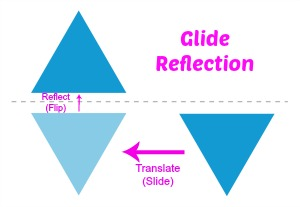 Glide
Reflection
Reflect
(Flip)
Translate
(Slide)